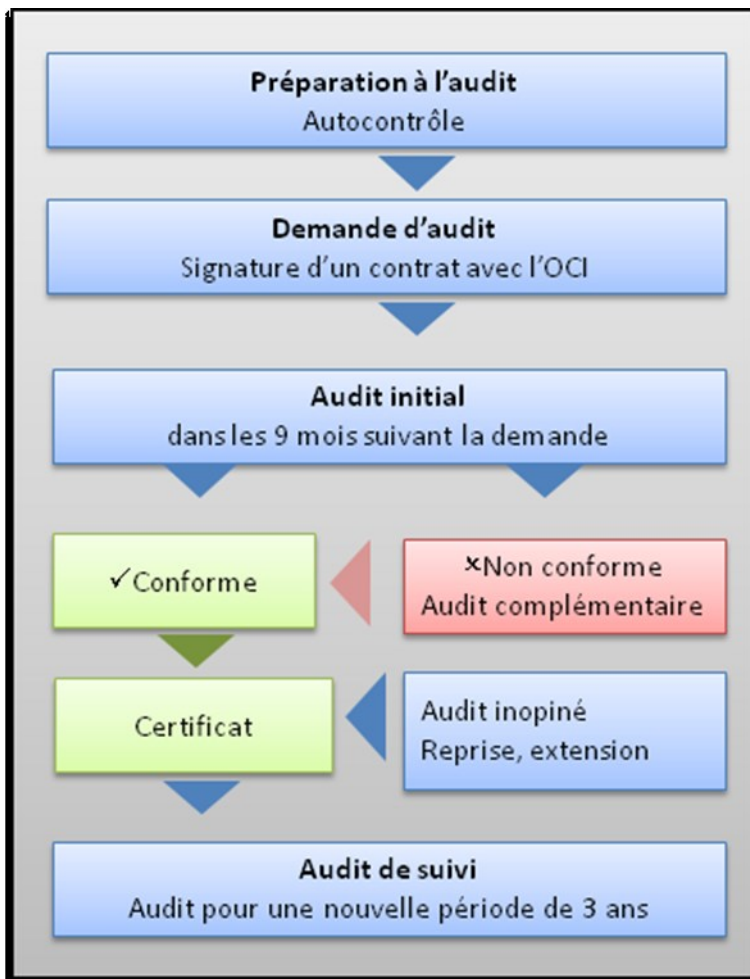 Préparation à l’audit
Autocontrôle
Demande d’audit
Signature d’un contrat avec l’OCI
Audit initial
dans les 9 mois suivant la demande
✓Conforme
×Non conforme
Audit complémentaire
Certificat
Audit inopiné
Reprise, extension
Audit de suivi
Audit pour une nouvelle période de 3 ans